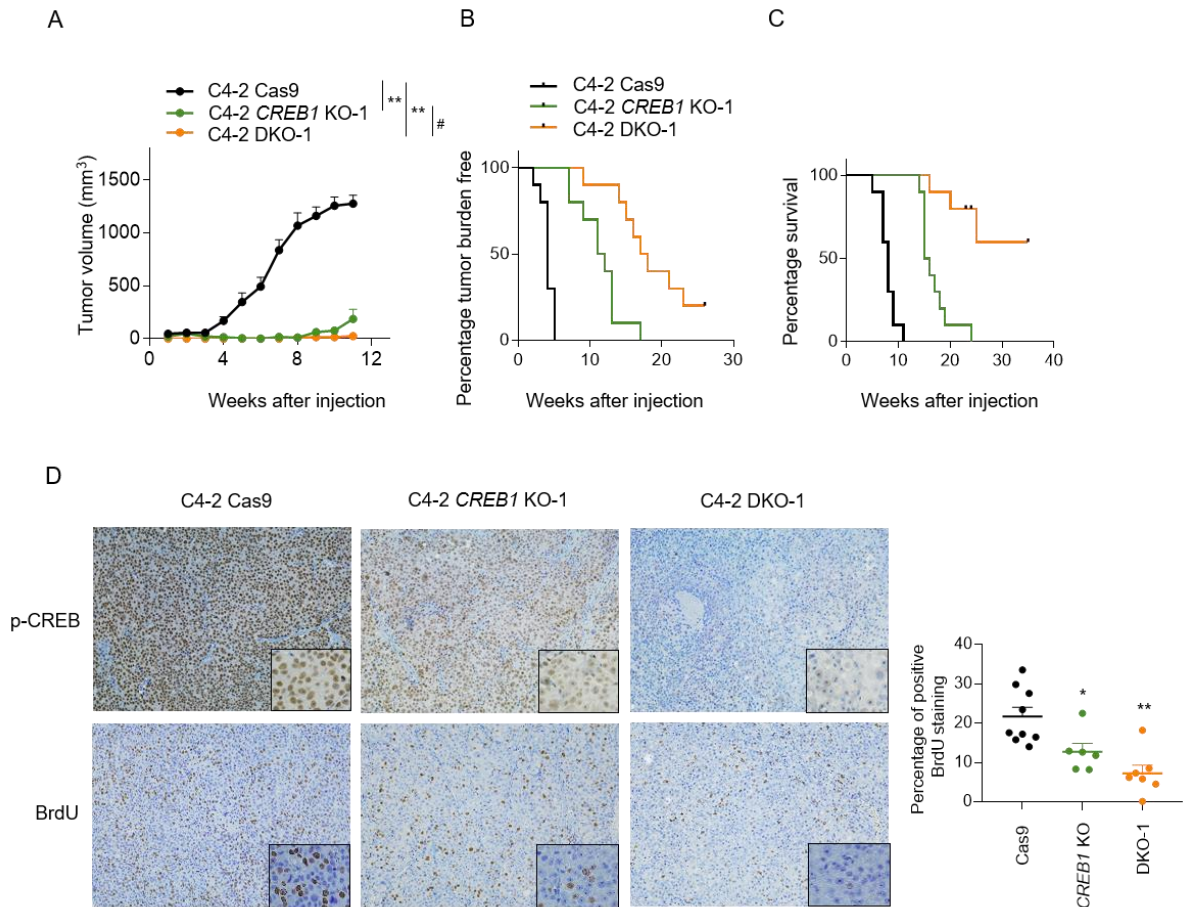 A
B
C
C4-2 Cas9
C4-2 CREB1 KO-1
C4-2 DKO-1
**
**
#
Tumor volume (mm³)
1500
1000
500
0
4
8
12
Weeks after injection
C4-2 Cas9
C4-2 CREB1 KO-1
C4-2 DKO-1
Percentage tumor burden free
100
50
0
0
10
20
30
Weeks after injection
Percentage survival
100
50
0
0
10
20
30
40
Weeks after injection
D
C4-2 Cas9
C4-2 CREB1 KO-1
C4-2 DKO-1
p-CREB
BrdU
Percentage of positive
BrdU staining
40
30
20
10
0
*
**
Cas9
CREB1 KO
DKO-1